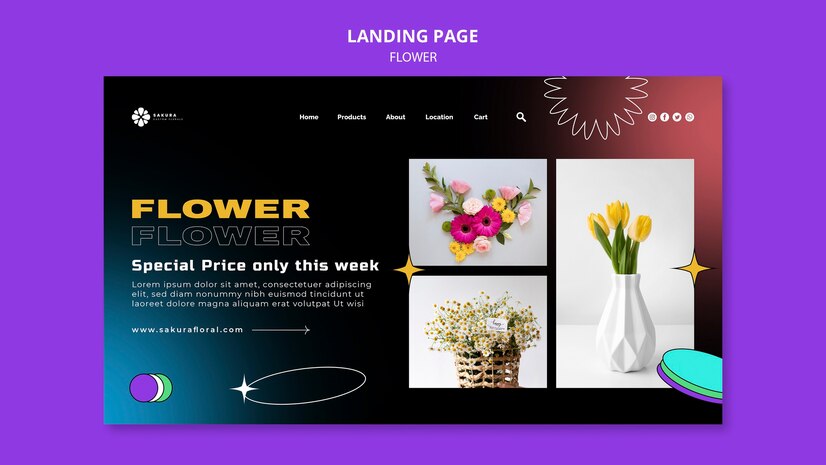 LANDING PAGE
FLOWER
SAKURA
Home Products About Location Cart
FLOWER
FLOWER
Special Price only this week
Lorem ipsum dolor sit amet, consectetuer adipiscing
elit, sed diam nonummy nibh euismod tincidunt ut
laoreet dolore magna aliquam erat volutpat Ut wisi
www.sakurafloral.com